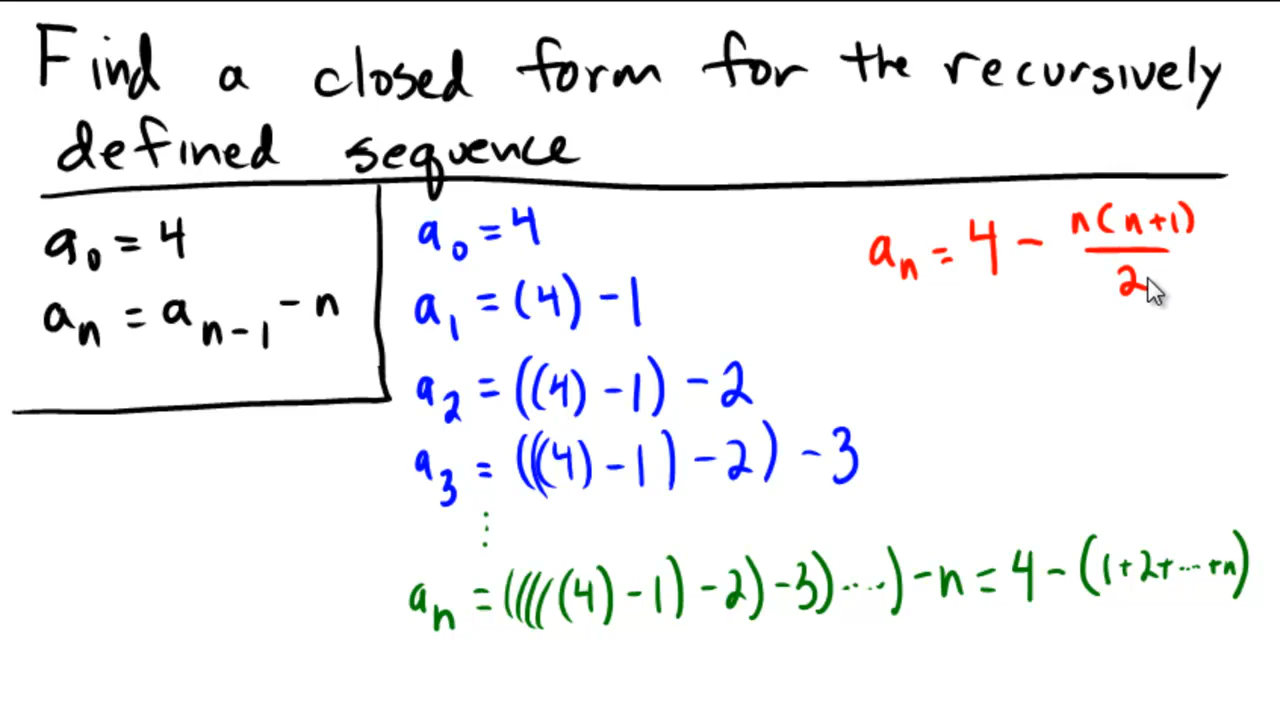 Find a closed form for the recursively
defined sequence
a₀ = 4
aₙ = aₙ₋₁ - n
a₀ = 4
a₁ = (4) - 1
a₂ = ((4) - 1) - 2
a₃ = (((4) - 1) - 2) - 3
⋮
aₙ = (((((4) - 1) - 2) - 3) ....) - n = 4 - (1+2+...+n)
aₙ = 4 - n(n+1)/2